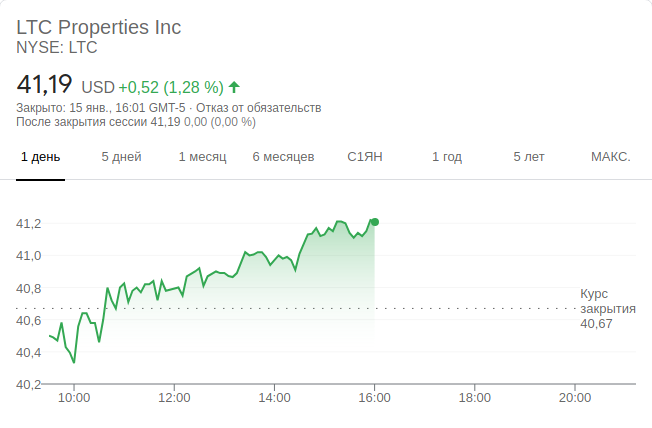 LTC Properties Inc
NYSE: LTC
41,19 USD +0,52 (1,28 %)
Закрыто: 15 янв., 16:01 GMT-5 · Отказ от обязательств
После закрытия сессии 41,19 0,00 (0,00 %)
1 день 5 дней 1 месяц 6 месяцев С1ЯН 1 год 5 лет МАКС.
41,2
41,0
40,8
Курс
закрытия
40,67
40,6
40,4
40,2
10:00 12:00 14:00 16:00 18:00 20:00